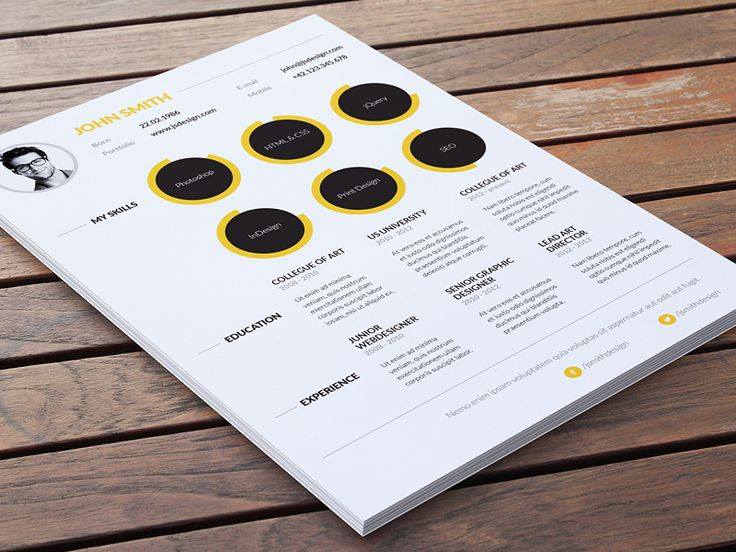 JOHN SMITH
Born 22.02.1986
Portfolio www.jsdesign.com
E-mail john@jsdesign.com
Mobile +42.123.345.678
MY SKILLS
Photoshop
HTML & CSS
jQuery
InDesign
Print Design
SEO
EDUCATION
COLLEGUE OF ART
2008 - 2010
Ut enim ad minima
veniam, quis nostrum
exercitationem ullam
corporis suscipit labor
iosam, nisi ut aliquid ex.
US UNIVERSITY
2010 - 2012
At vero eos et accusamus
et iusto odio dignissimos
ducimus qui blanditiis
praesentium voluptatum
deleniti atque corrupti.
COLLEGUE OF ART
2012 - present
Nam libero tempore, cum
soluta nobis est eligendi
optio cumque nihil impedit
quo minus id quod maxime
placeat facere.
EXPERIENCE
JUNIOR
WEBDESIGNER
2008 - 2010
Ut enim ad minima
veniam, quis nostrum
exercitationem ullam
corporis suscipit labor.
SENIOR GRAPHIC
DESIGNER
2010 - 2012
At vero eos et accusamus
et iusto odio dignissimos
ducimus qui blanditiis
praesentium volupta.
LEAD ART
DIRECTOR
2012 - 2013
Nam libero tempore, cum
soluta nobis est eligendi
optio cumque nihil impedit
quo minus id quod maxime.
Nemo enim ipsam voluptatem quia voluptas sit aspernatur aut odit aut fugit.
/jsmithdesign
/jsmithdesign